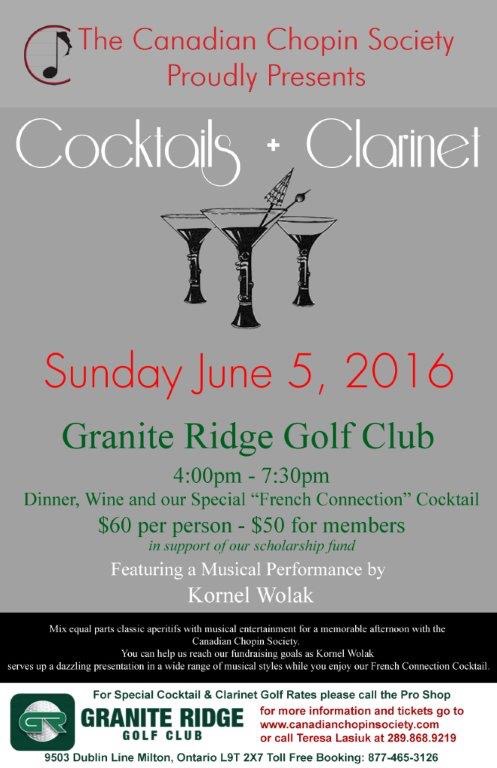 The Canadian Chopin Society
Proudly Presents
Cocktails + Clarinet
Sunday June 5, 2016
Granite Ridge Golf Club
4:00pm - 7:30pm
Dinner, Wine and our Special “French Connection” Cocktail
$60 per person - $50 for members
in support of our scholarship fund
Featuring a Musical Performance by
Kornel Wolak
Mix equal parts classic aperitifs with musical entertainment for a memorable afternoon with the
Canadian Chopin Society.
You can help us reach our fundraising goals as Kornel Wolak
serves up a dazzling presentation in a wide range of musical styles while you enjoy our French Connection Cocktail.
For Special Cocktail & Clarinet Golf Rates please call the Pro Shop
GR
GRANITE RIDGE
GOLF CLUB
for more information and tickets go to
www.canadianchopinsociety.com
or call Teresa Lasiuk at 289.868.9219
9503 Dublin Line Milton, Ontario L9T 2X7 Toll Free Booking: 877-465-3126